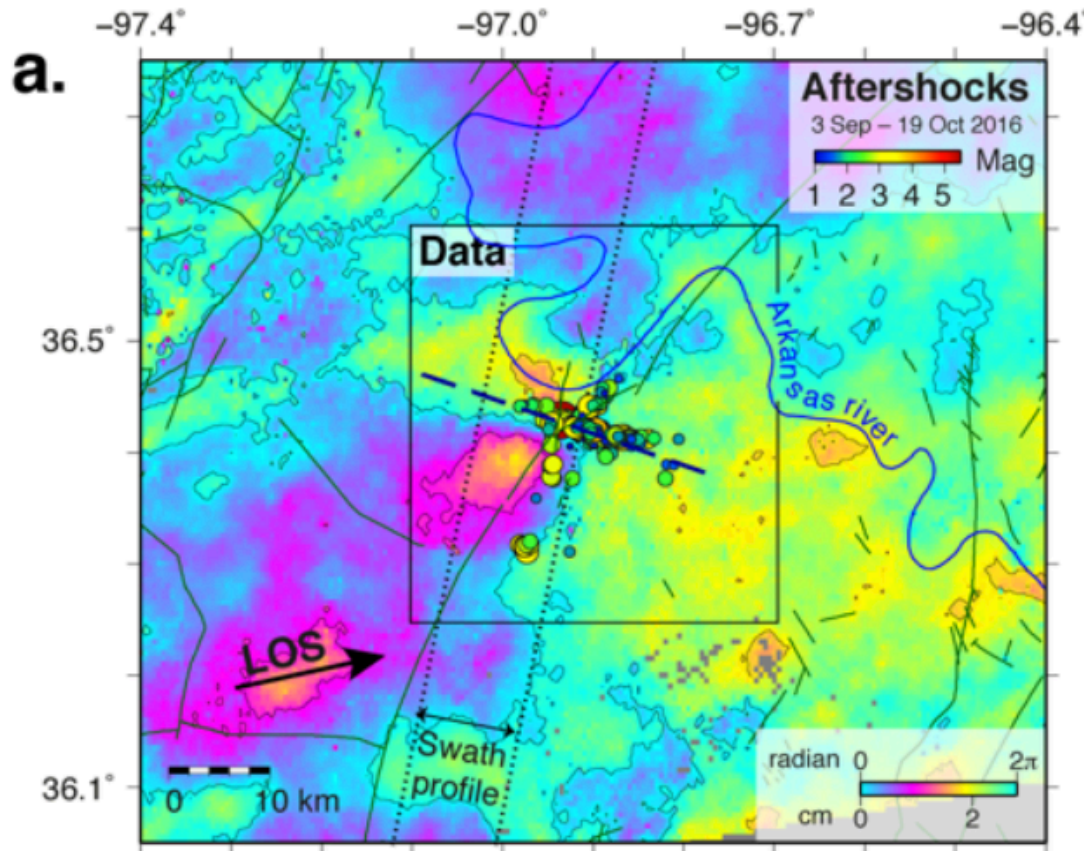 −97.4° −97.0° −96.7° −96.4°
a.
Aftershocks
3 Sep – 19 Oct 2016
Mag
1 2 3 4 5
Data
36.5°
Arkansas river
LOS
Swath
profile
radian 0 2π
cm 0 2
36.1°
0 10 km